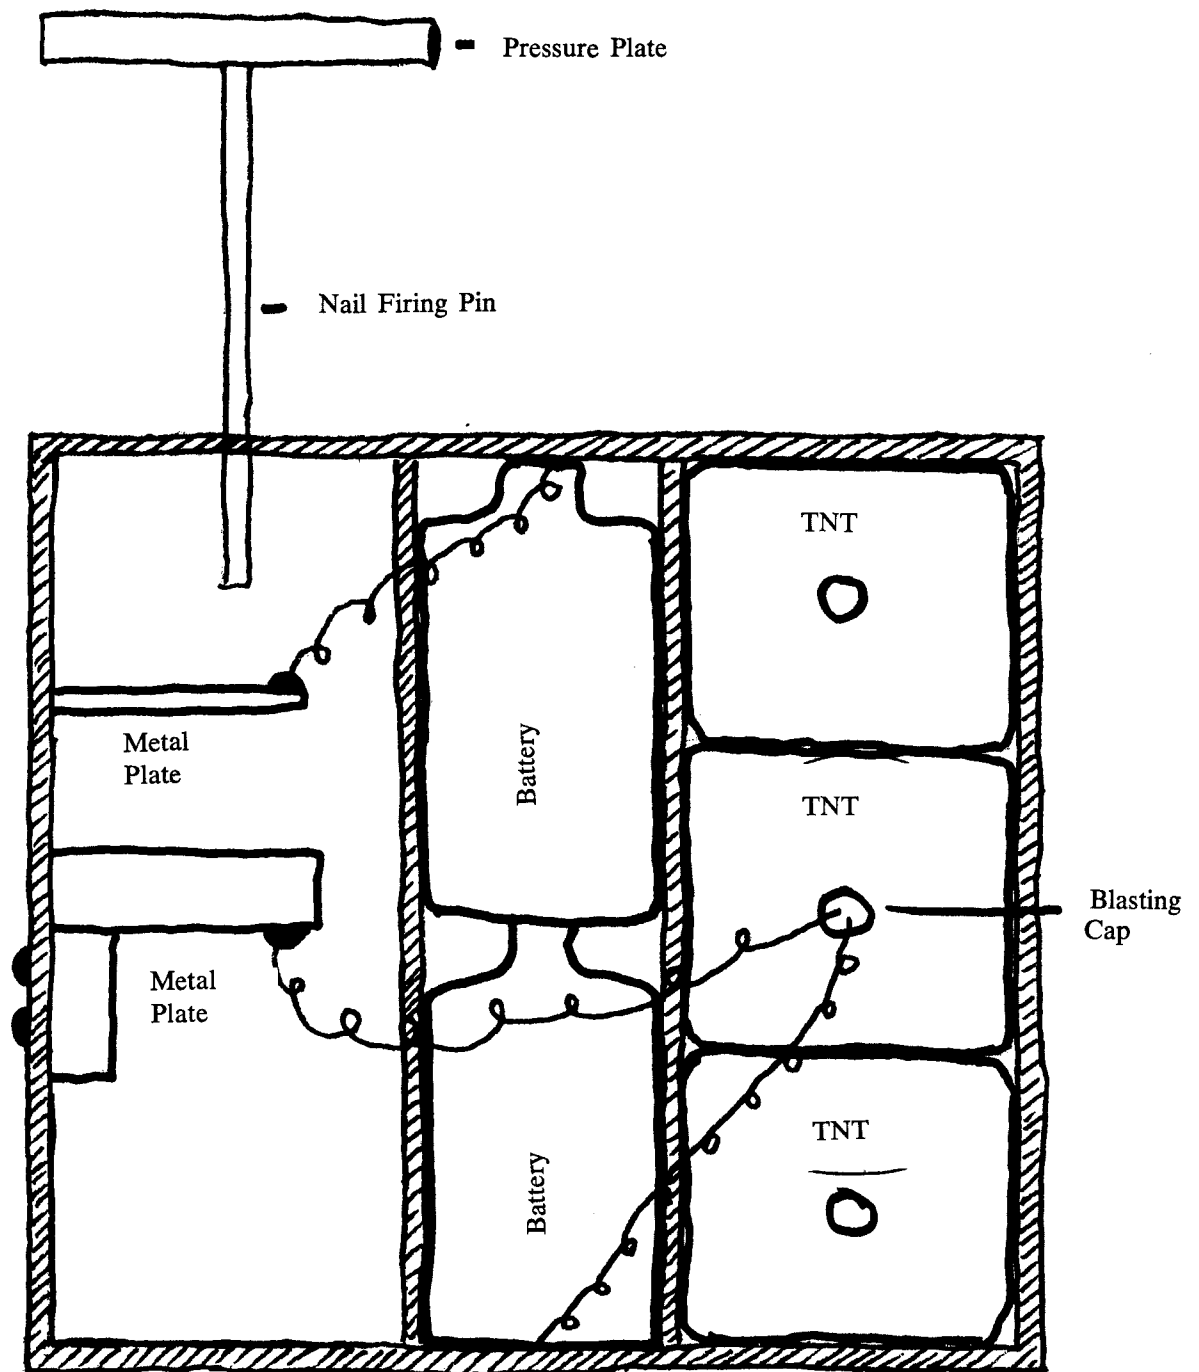 Pressure Plate
Nail Firing Pin
TNT
Metal
Plate
Battery
TNT
Blasting
Cap
Metal
Plate
TNT
Battery